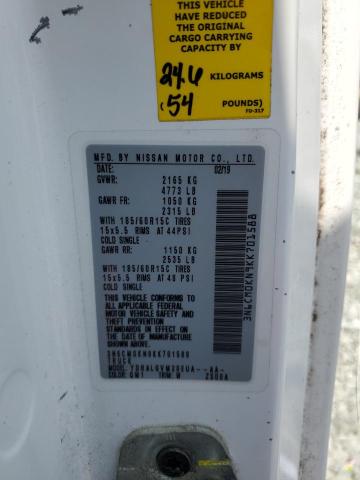 THIS VEHICLE
HAVE REDUCED
THE ORIGINAL
CARGO CARRYING
CAPACITY BY
24.6 KILOGRAMS
54 POUNDS)
FD-317
MFD. BY NISSAN MOTOR CO., LTD.
DATE: 02/19
GVWR: 2165 KG
4773 LB
GAWR FR: 1050 KG
2315 LB
WITH 185/60R15C TIRES
15x5.5 RIMS AT 44PSI
COLD SINGLE
GAWR RR: 1150 KG
2535 LB
WITH 185/60R15C TIRES
15x5.5 RIMS AT 48 PSI
COLD SINGLE
THIS VEHICLE CONFORMS TO
ALL APPLICABLE FEDERAL
MOTOR VEHICLE SAFETY AND
THEFT PREVENTION STANDARDS
IN EFFECT ON THE DATE OF
MANUFACTURE SHOWN ABOVE.
TRUCK
MODEL
COLOR QM1 TRIM W